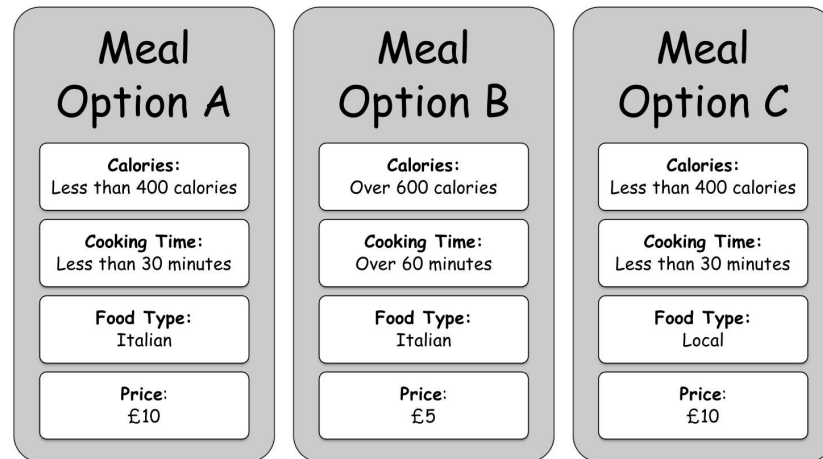 Meal
Option A
Calories:
Less than 400 calories
Cooking Time:
Less than 30 minutes
Food Type:
Italian
Price:
£10
Meal
Option B
Calories:
Over 600 calories
Cooking Time:
Over 60 minutes
Food Type:
Italian
Price:
£5
Meal
Option C
Calories:
Less than 400 calories
Cooking Time:
Less than 30 minutes
Food Type:
Local
Price:
£10